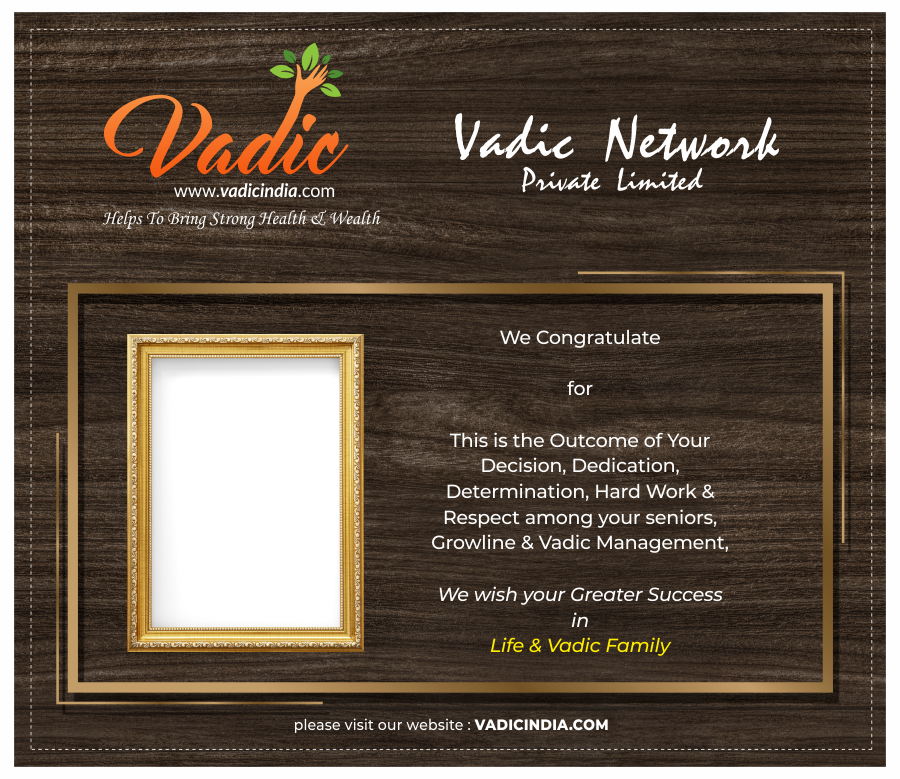 Vadic
www.vadicindia.com
Helps To Bring Strong Health & Wealth
Vadic Network
Private Limited
We Congratulate
for
This is the Outcome of Your
Decision, Dedication,
Determination, Hard Work &
Respect among your seniors,
Growline & Vadic Management,
We wish your Greater Success
in
Life & Vadic Family
please visit our website : VADICINDIA.COM